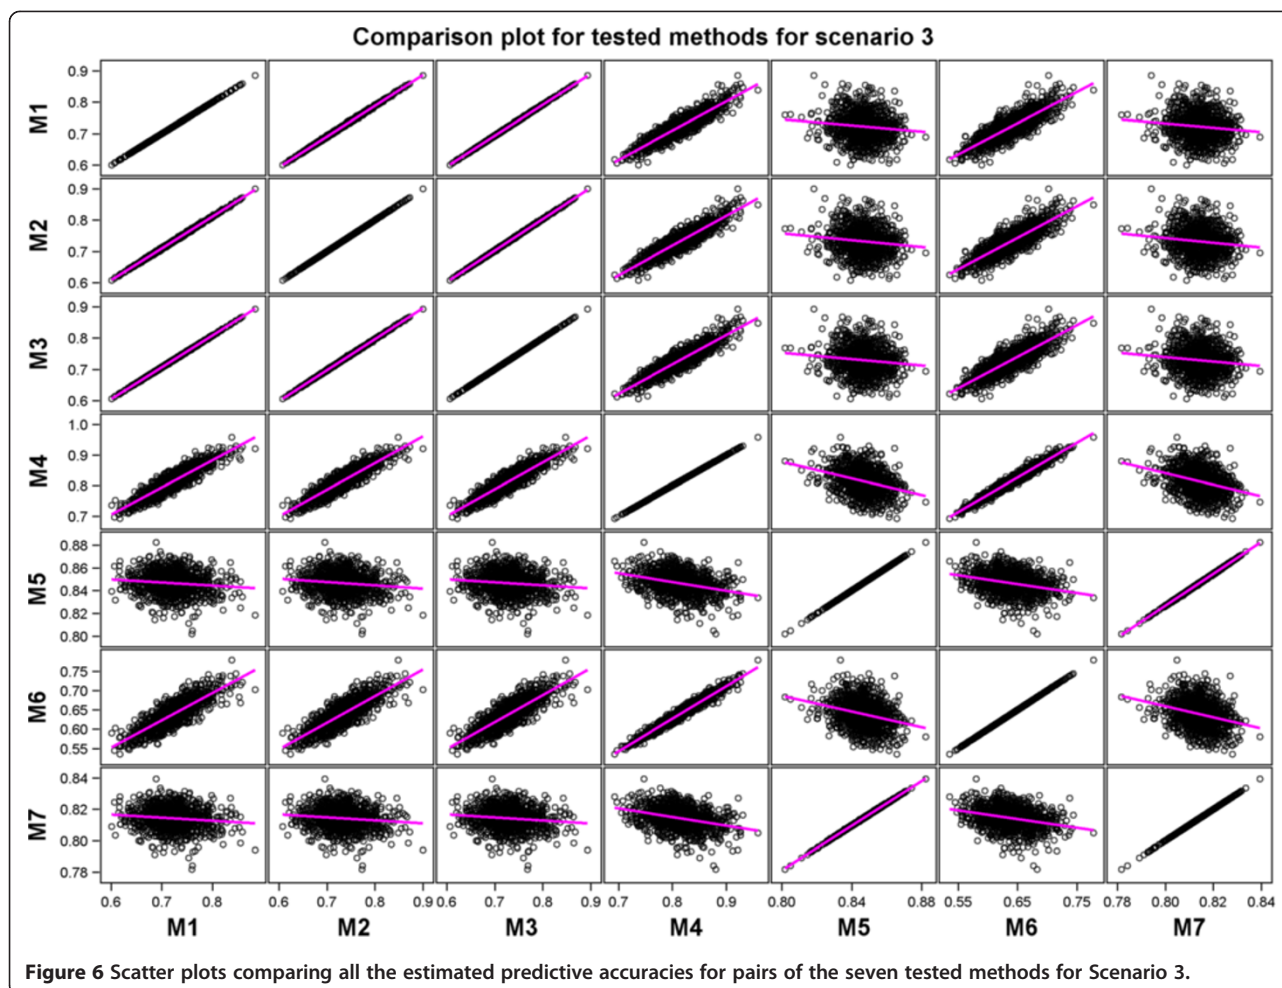 Comparison plot for tested methods for scenario 3
M1
0.9
0.8
0.7
0.6
M2
0.9
0.8
0.7
0.6
M3
0.9
0.8
0.7
0.6
M4
1.0
0.9
0.8
0.7
M5
0.88
0.86
0.84
0.82
0.80
M6
0.75
0.70
0.65
0.60
0.55
M7
0.84
0.82
0.80
0.78
0.6 0.7 0.8 0.6 0.7 0.8 0.9 0.6 0.7 0.8 0.9 0.7 0.8 0.9 0.80 0.84 0.88 0.55 0.65 0.75 0.78 0.80 0.82 0.84
M1 M2 M3 M4 M5 M6 M7
Figure 6 Scatter plots comparing all the estimated predictive accuracies for pairs of the seven tested methods for Scenario 3.